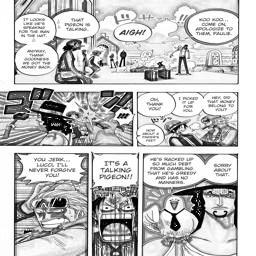 IT LOOKS
LIKE HE'S
SPEAKING
FOR THE MAN
IN THE HAT.
ANYWAY,
THANK
GOODNESS
WE GOT THE
MONEY BACK.
THAT
PIGEON IS
TALKING.
AIGH!
KOO KOO...
COME ON,
APOLOGIZE TO
THEM, PAULIE.
OH,
THANK
YOU!
HOW ABOUT A
FINDER'S
FEE?
I PICKED
IT UP
FOR
YOU.
HEY, DID
THAT MONEY
BELONG TO
YOU?
YOU JERK...
LUCCI, I'LL
NEVER FORGIVE
YOU!
IT'S A
TALKING
PIGEON!!
HE'S RACKED
UP SO MUCH
DEBT FROM
GAMBLING
THAT HE'S GREEDY
AND HAS NO
MANNERS.
SORRY
ABOUT
THAT.